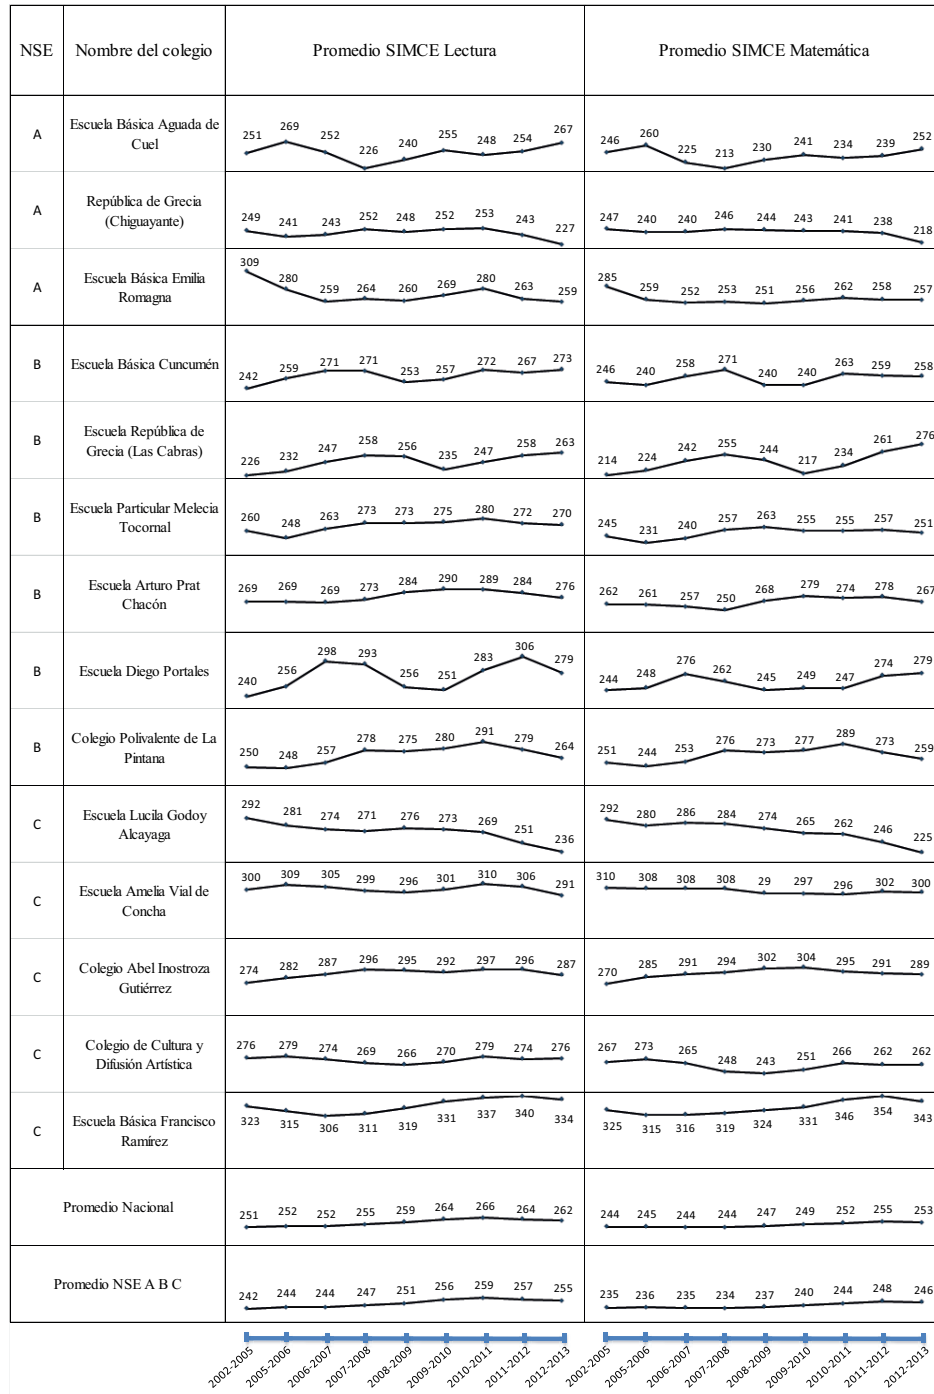 NSE Nombre del colegio Promedio SIMCE Lectura Promedio SIMCE Matemática
A Escuela Básica Aguada de Cuel 251 269 252 226 240 255 248 254 267 246 260 225 213 230 241 234 239 252
A República de Grecia (Chiguayante) 249 241 243 252 248 252 253 243 227 247 240 240 246 244 243 241 238 218
A Escuela Básica Emilia Romagna 309 280 259 264 260 269 280 263 259 285 259 252 253 251 256 262 258 257
B Escuela Básica Cuncumén 242 259 271 271 253 257 272 267 273 246 240 258 271 240 240 263 259 258
B Escuela República de Grecia (Las Cabras) 226 232 247 258 256 235 247 258 263 214 224 242 255 244 217 234 261 276
B Escuela Particular Melecia Tocornal 260 248 263 273 273 275 280 272 270 245 231 240 257 263 255 255 257 251
B Escuela Arturo Prat Chacón 269 269 269 273 284 290 289 284 276 262 261 257 250 268 279 274 278 267
B Escuela Diego Portales 240 256 298 293 256 251 283 306 279 244 248 276 262 245 249 247 274 279
B Colegio Polivalente de La Pintana 250 248 257 278 275 280 291 279 264 251 244 253 276 273 277 289 273 259
C Escuela Lucila Godoy Alcayaga 292 281 274 271 276 273 269 251 236 292 280 286 284 274 265 262 246 225
C Escuela Amelia Vial de Concha 300 309 305 299 296 301 310 306 291 310 308 308 308 29 297 296 302 300
C Colegio Abel Inostroza Gutiérrez 274 282 287 296 295 292 297 296 287 270 285 291 294 302 304 295 291 289
C Colegio de Cultura y Difusión Artística 276 279 274 269 266 270 279 274 276 267 273 265 248 243 251 266 262 262
C Escuela Básica Francisco Ramírez 323 315 306 311 319 331 337 340 334 325 315 316 319 324 331 346 354 343
Promedio Nacional 251 252 252 255 259 264 266 264 262 244 245 244 244 247 249 252 255 253
Promedio NSE A B C 242 244 244 247 251 256 259 257 255 235 236 235 234 237 240 244 248 246
2002-2005 2005-2006 2006-2007 2007-2008 2008-2009 2009-2010 2010-2011 2011-2012 2012-2013 2002-2005 2005-2006 2006-2007 2007-2008 2008-2009 2009-2010 2010-2011 2011-2012 2012-2013